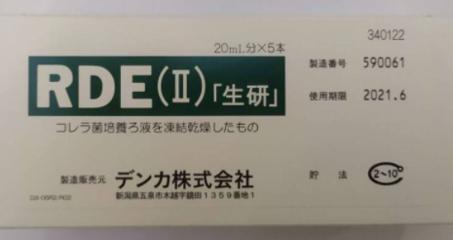 340122
20mL分×5本
RDE(Ⅱ)「生研」
製造番号 590061
使用期限 2021.6
コレラ菌培養ろ液を凍結乾燥したもの
製造販売元 デンカ株式会社
新潟県五泉市木越字鏡田1359番地1
貯法 2~10°